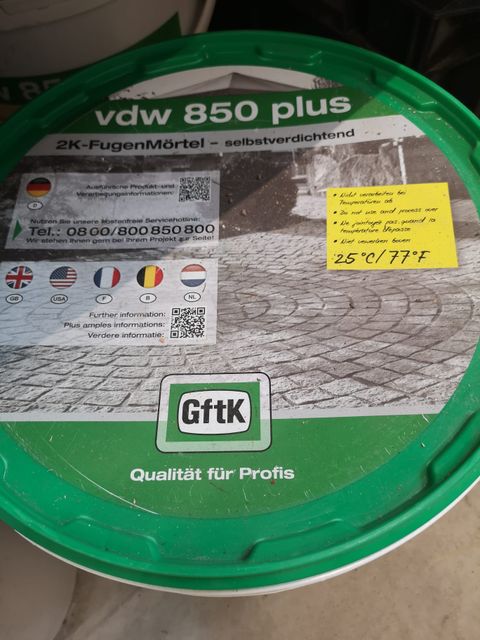 vdw 850 plus
2K-FugenMörtel – selbstverdichtend
D
Ausführliche Produkt- und
Verarbeitungsinformationen:
Nutzen Sie unsere kostenfreie Servicehotline:
Tel.: 0800/800 850 800
Wir stehen Ihnen gern bei Ihrem Projekt zur Seite!
• Nicht verarbeiten bei
Temperaturen ab
• Do not use and process over
• Ne jointoyer pas quand la
température dépasse
• Niet verwerken boven
25°C/77°F
GB USA F B NL
Further information:
Plus amples informations:
Verdere informatie:
GftK
Qualität für Profis